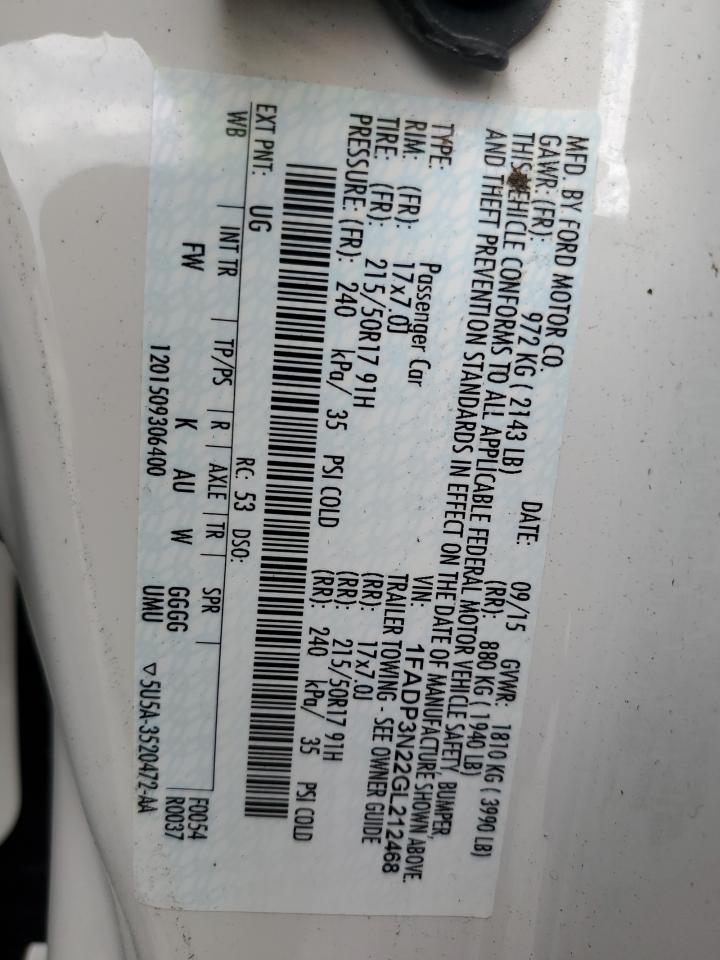 MFD. BY FORD MOTOR CO.
DATE: 09/15 GVWR: 1810 KG ( 3990 LB)
GAWR: (FR): 972 KG ( 2143 LB) (RR): 880 KG ( 1940 LB)
THIS VEHICLE CONFORMS TO ALL APPLICABLE FEDERAL MOTOR VEHICLE SAFETY, BUMPER,
AND THEFT PREVENTION STANDARDS IN EFFECT ON THE DATE OF MANUFACTURE SHOWN ABOVE.
VIN: 1FADP3N22GL212468
TYPE: Passenger Car TRAILER TOWING - SEE OWNER GUIDE
RIM: (FR): 17x7.0J (RR): 17x7.0J
TIRE: (FR): 215/50R17 91H (RR): 215/50R17 91H
PRESSURE: (FR): 240 kPa/ 35 PSI COLD (RR): 240 kPa/ 35 PSI COLD
EXT PNT: UG RC: 53 DSO:
WB INT TR TP/PS R AXLE TR SPR F0054
FW K AU W GGGG R0037
1201509306400 UMU ▽5U5A-3520472-AA